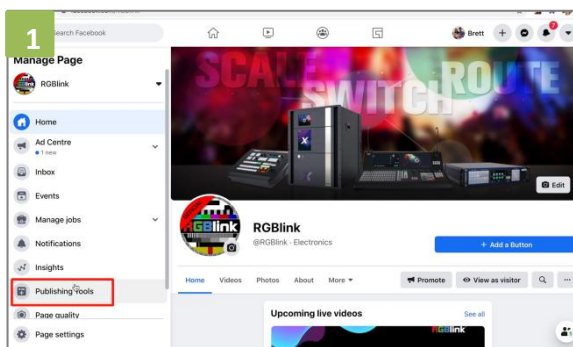 1
Search Facebook
Brett
7
Manage Page
RGBlink
Home
Ad Centre
1 new
Inbox
Events
Manage jobs
Notifications
Insights
Publishing Tools
Page quality
Page settings
SCALE
SWITCH
ROUTE
X
Edit
RGBlink
RGBlink
@RGBlink · Electronics
+ Add a Button
Home Videos Photos About More
Promote View as visitor
Upcoming live videos See all
RGBlink